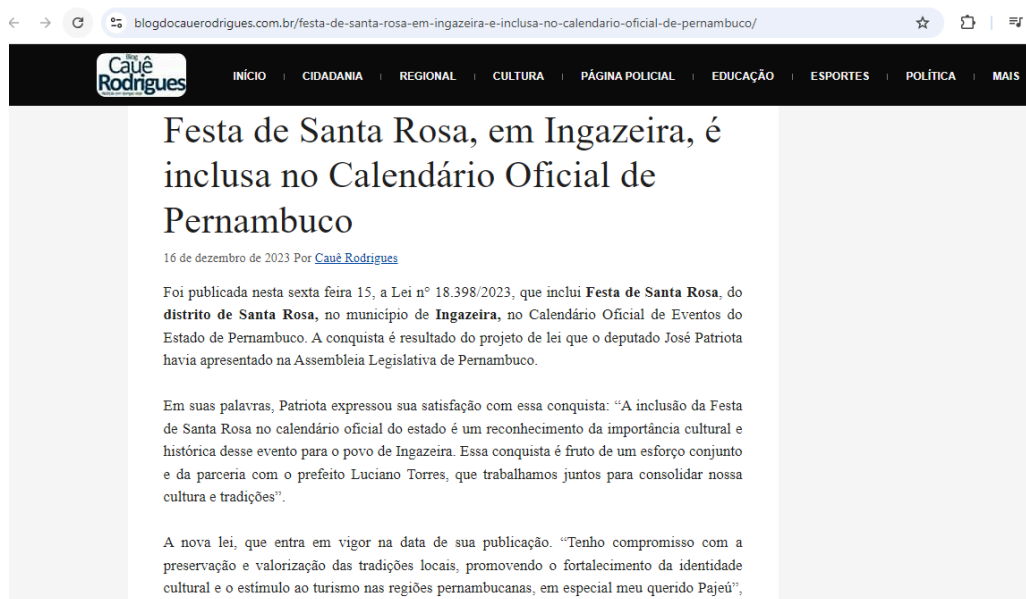 blogdocauerodrigues.com.br/festa-de-santa-rosa-em-ingazeira-e-inclusa-no-calendario-oficial-de-pernambuco/
Blog
Cauê
Rodrigues
INÍCIO
CIDADANIA
REGIONAL
CULTURA
PÁGINA POLICIAL
EDUCAÇÃO
ESPORTES
POLÍTICA
MAIS
Festa de Santa Rosa, em Ingazeira, é
inclusa no Calendário Oficial de
Pernambuco
16 de dezembro de 2023 Por Cauê Rodrigues
Foi publicada nesta sexta feira 15, a Lei nº 18.398/2023, que inclui Festa de Santa Rosa, do
distrito de Santa Rosa, no município de Ingazeira, no Calendário Oficial de Eventos do
Estado de Pernambuco. A conquista é resultado do projeto de lei que o deputado José Patriota
havia apresentado na Assembleia Legislativa de Pernambuco.
Em suas palavras, Patriota expressou sua satisfação com essa conquista: “A inclusão da Festa
de Santa Rosa no calendário oficial do estado é um reconhecimento da importância cultural e
histórica desse evento para o povo de Ingazeira. Essa conquista é fruto de um esforço conjunto
e da parceria com o prefeito Luciano Torres, que trabalhamos juntos para consolidar nossa
cultura e tradições”.
A nova lei, que entra em vigor na data de sua publicação. “Tenho compromisso com a
preservação e valorização das tradições locais, promovendo o fortalecimento da identidade
cultural e o estímulo ao turismo nas regiões pernambucanas, em especial meu querido Pajeú”,